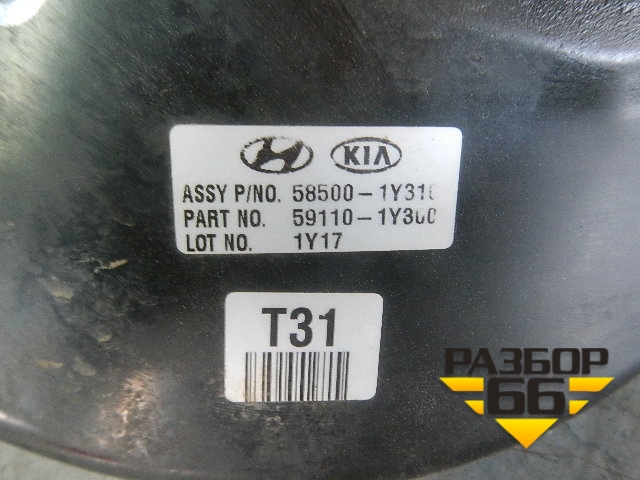 KIA
ASSY P/NO. 58500-1Y310
PART NO. 59110-1Y300
LOT NO. 1Y17
T31
РАЗБОР
66